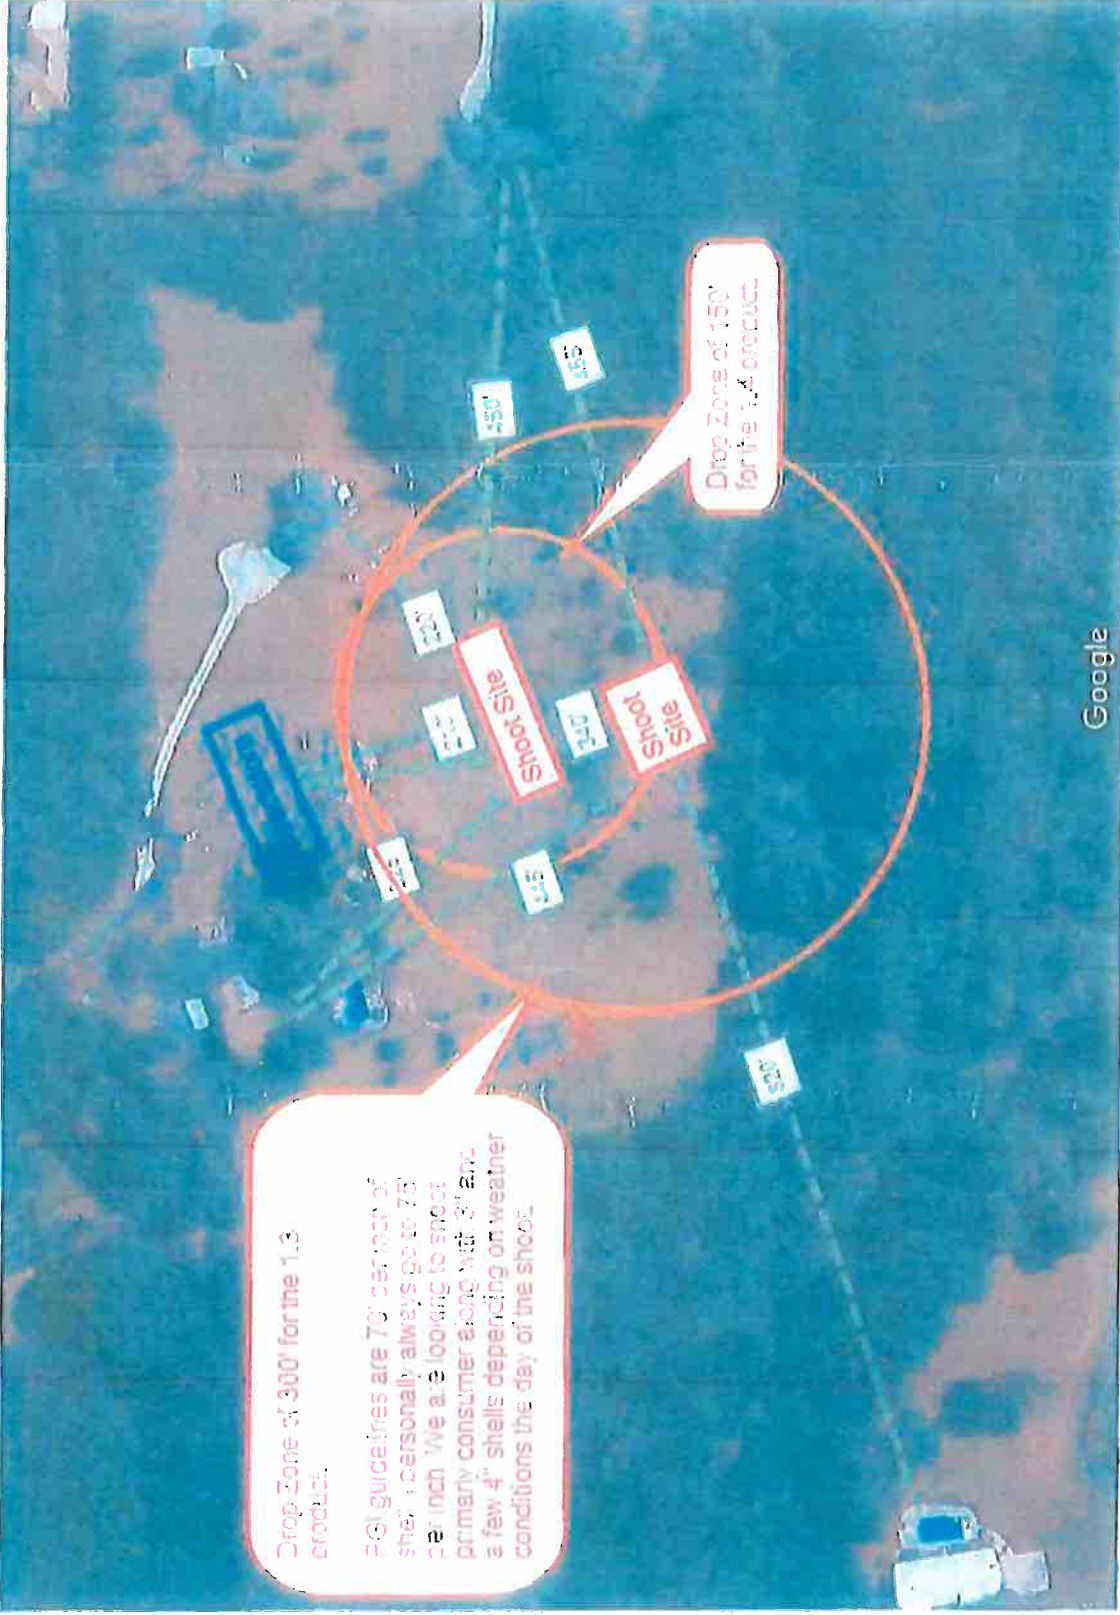 Drop Zone of 300' for the 1.3
product.
PGI guidelines are 70' per inch of
shell I personally always go to 75'
per inch We are looking to shoot
primarily consumer along with 3" and
a few 4" shells depending on weather
conditions the day of the shoot.
Drop Zone of 150'
for the 1.4 product
Shoot Site
Shoot
Site
220'
340'
450'
520'
Google